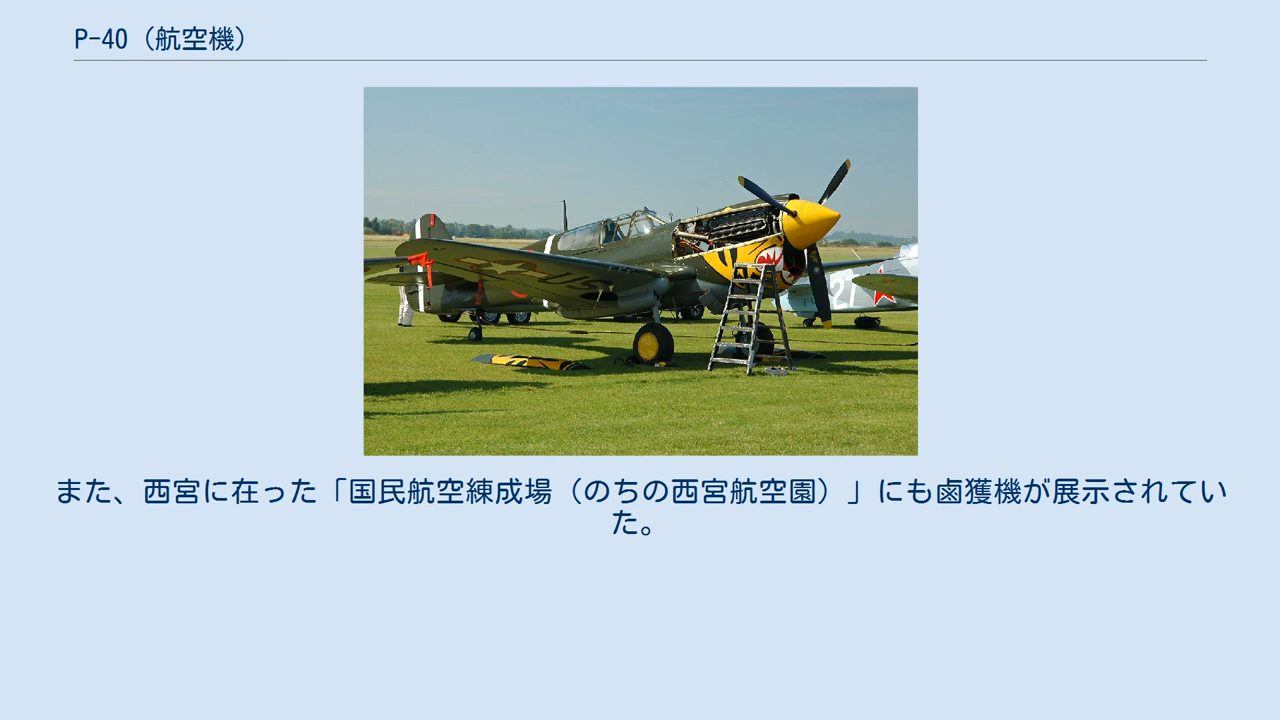 P-40（航空機）
また、西宮に在った「国民航空練成場（のちの西宮航空園）」にも鹵獲機が展示されてい
た。